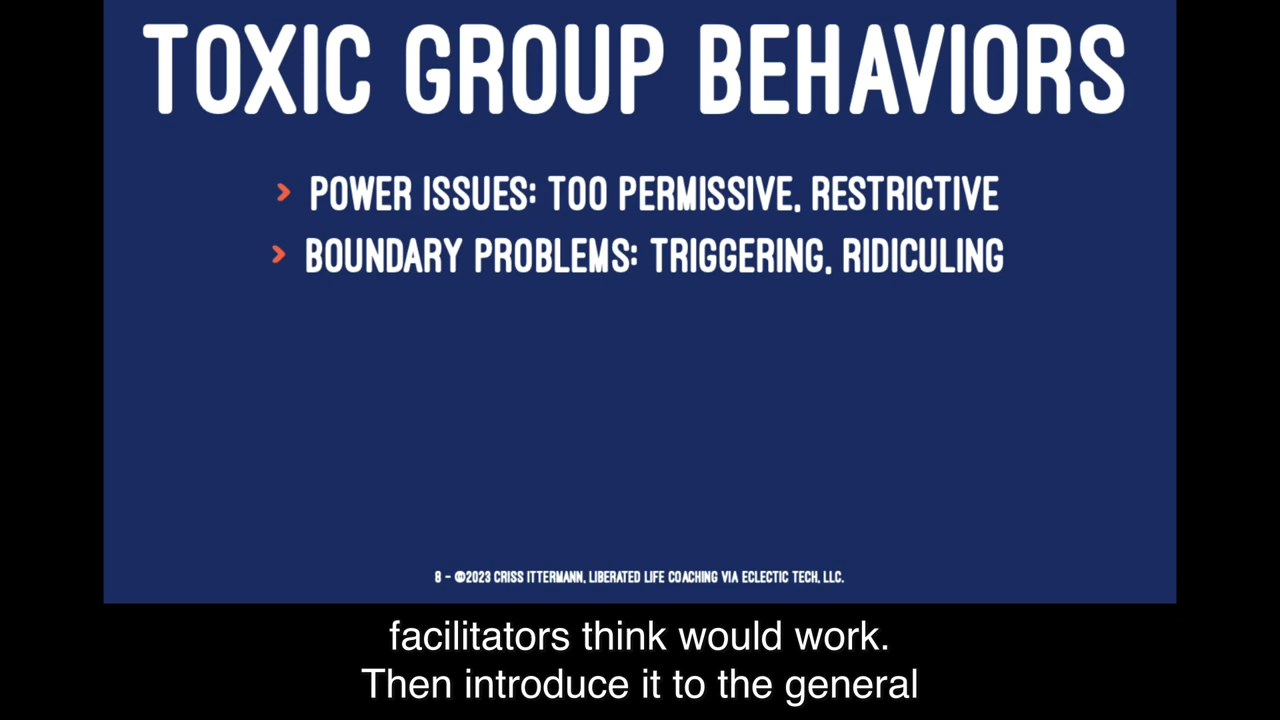 TOXIC GROUP BEHAVIORS
> POWER ISSUES: TOO PERMISSIVE, RESTRICTIVE
> BOUNDARY PROBLEMS: TRIGGERING, RIDICULING
8 - ©2023 CRISS ITTERMANN, LIBERATED LIFE COACHING VIA ECLECTIC TECH, LLC.
facilitators think would work.
Then introduce it to the general